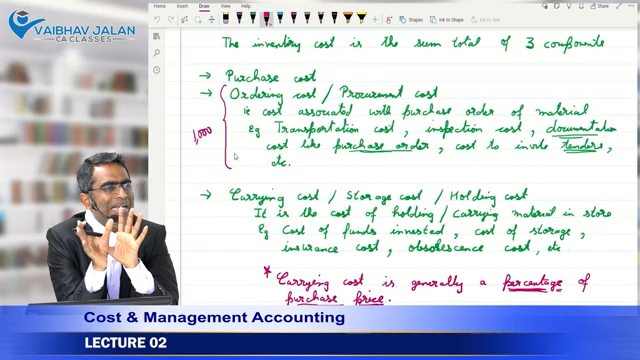 VAIBHAV JALAN
CA CLASSES
File Home Insert Draw View Help
Shapes Ink to Shape Ink to Math
The inventory cost is the sum total of 3 components
→ Purchase cost
→ Ordering cost / Procurement cost
is cost associated with purchase order of material
Eg Transportation cost, inspection cost, documentation
1,000
cost like purchase order, cost to invite tenders,
etc.
→ Carrying cost / Storage cost / Holding cost
It is the cost of holding / carrying material in store
Eg Cost of funds invested, cost of storage,
insurance cost, obsolescence cost, etc
* Carrying cost is generally a percentage of
purchase price.
Cost & Management Accounting
LECTURE 02